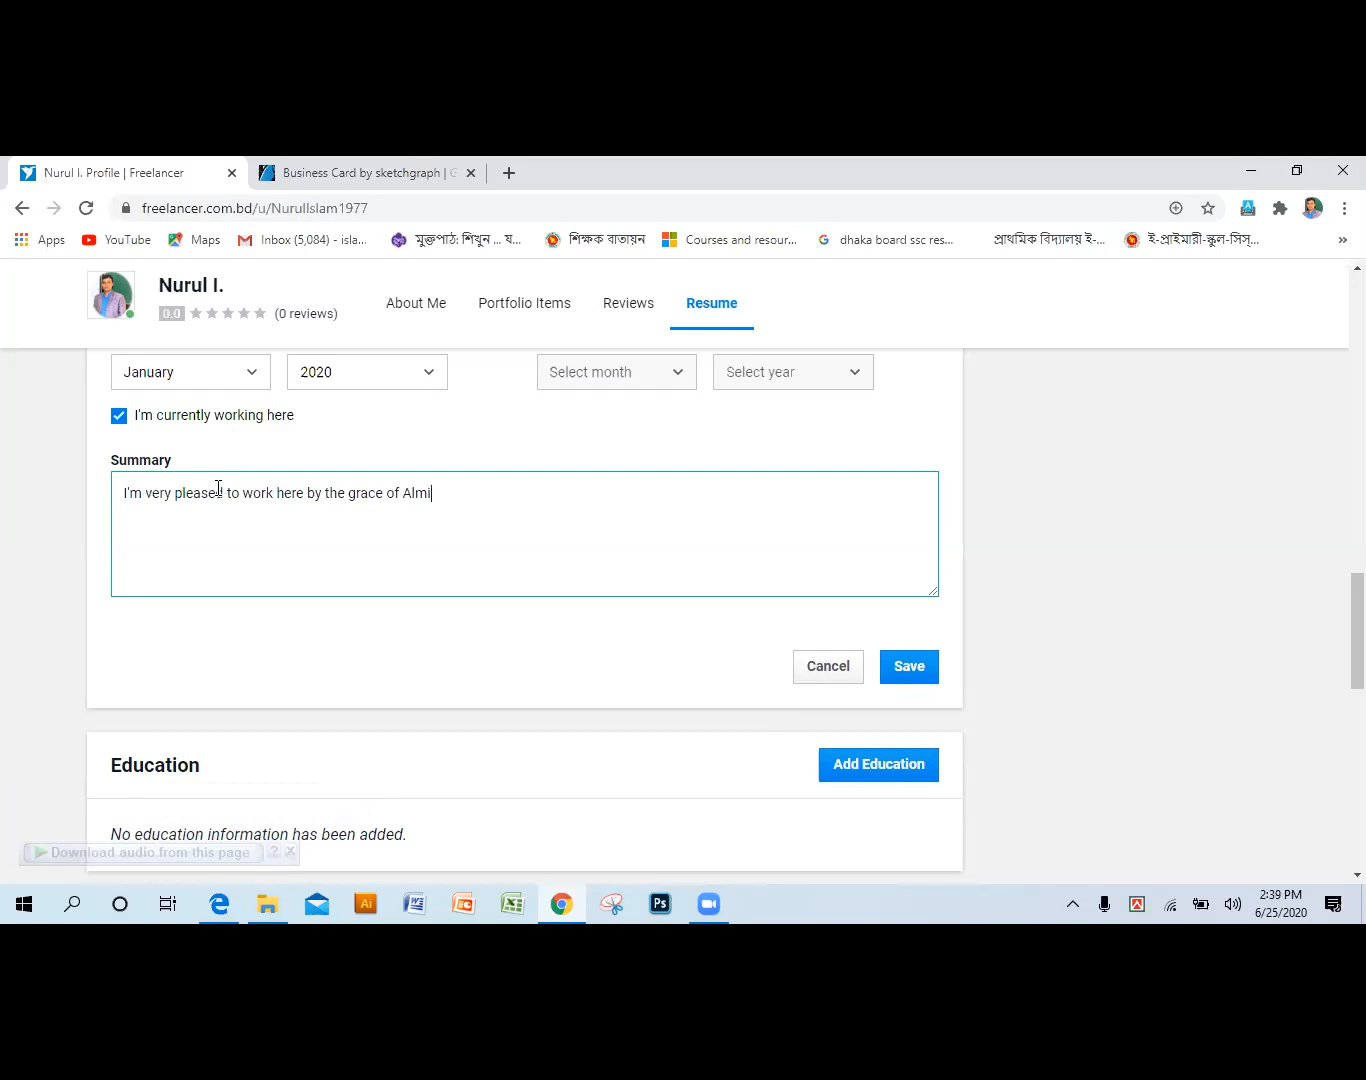 Nurul I. Profile | Freelancer
Business Card by sketchgraph | G
freelancer.com.bd/u/NurulIslam1977
Apps
YouTube
Maps
Inbox (5,084) - isla...
মুক্তপাঠ: শিখুন ... য...
শিক্ষক বাতায়ন
Courses and resour...
dhaka board ssc res...
প্রাথমিক বিদ্যালয় ই-...
ই-প্রাইমারী-স্কুল-সিস্...
»
Nurul I.
0.0
(0 reviews)
About Me
Portfolio Items
Reviews
Resume
January
2020
Select month
Select year
I'm currently working here
Summary
I'm very pleased to work here by the grace of Almi
Cancel
Save
Education
Add Education
No education information has been added.
Download audio from this page
?
X
Ai
Ps
2:39 PM
6/25/2020